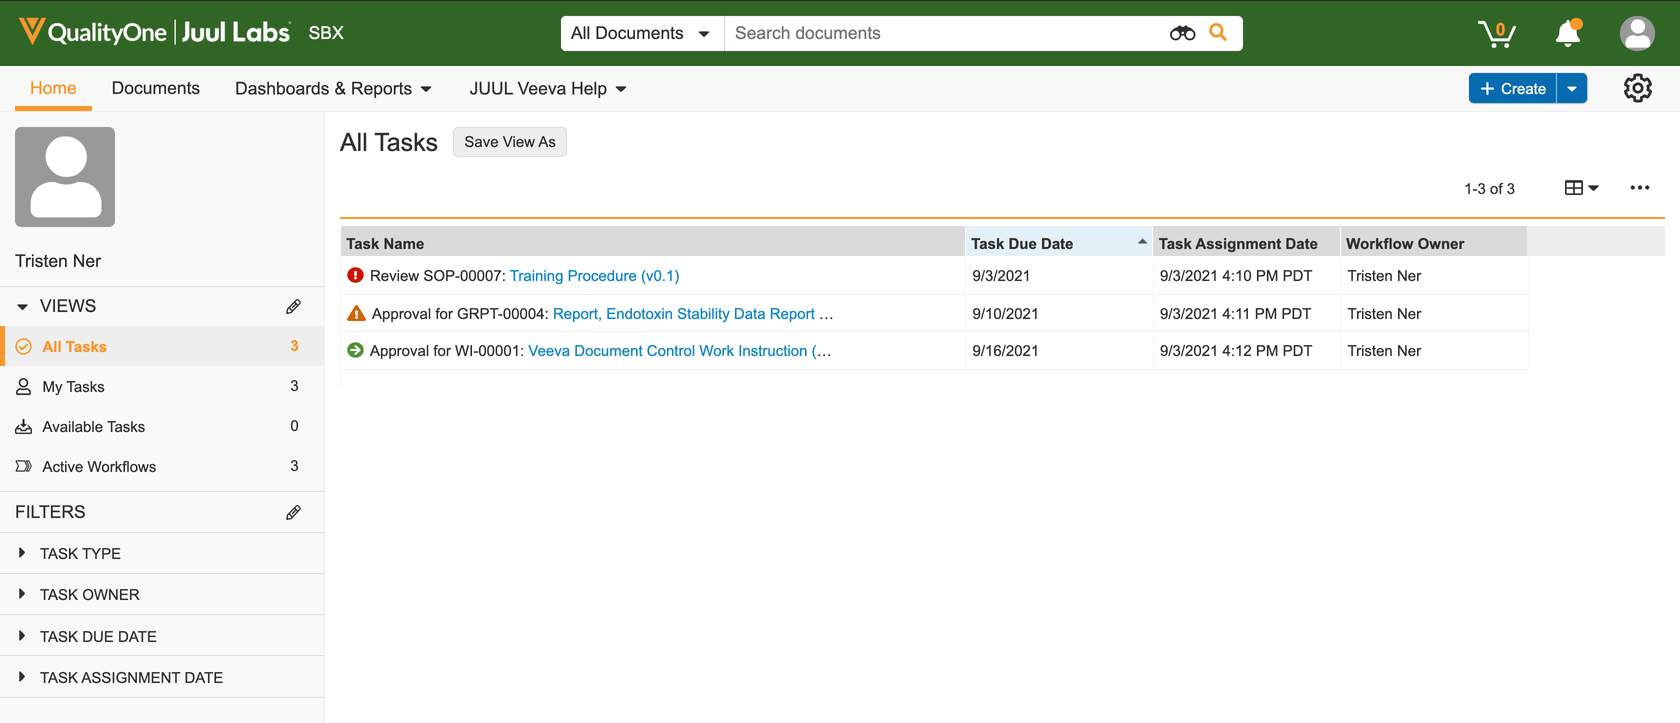 QualityOne | Juul Labs SBX
All Documents Search documents 0
Home Documents Dashboards & Reports JUUL Veeva Help + Create
All Tasks Save View As
1-3 of 3
Tristen Ner
VIEWS
All Tasks 3
My Tasks 3
Available Tasks 0
Active Workflows 3
FILTERS
TASK TYPE
TASK OWNER
TASK DUE DATE
TASK ASSIGNMENT DATE
Task Name Task Due Date Task Assignment Date Workflow Owner
Review SOP-00007: Training Procedure (v0.1) 9/3/2021 9/3/2021 4:10 PM PDT Tristen Ner
Approval for GRPT-00004: Report, Endotoxin Stability Data Report ... 9/10/2021 9/3/2021 4:11 PM PDT Tristen Ner
Approval for WI-00001: Veeva Document Control Work Instruction (... 9/16/2021 9/3/2021 4:12 PM PDT Tristen Ner